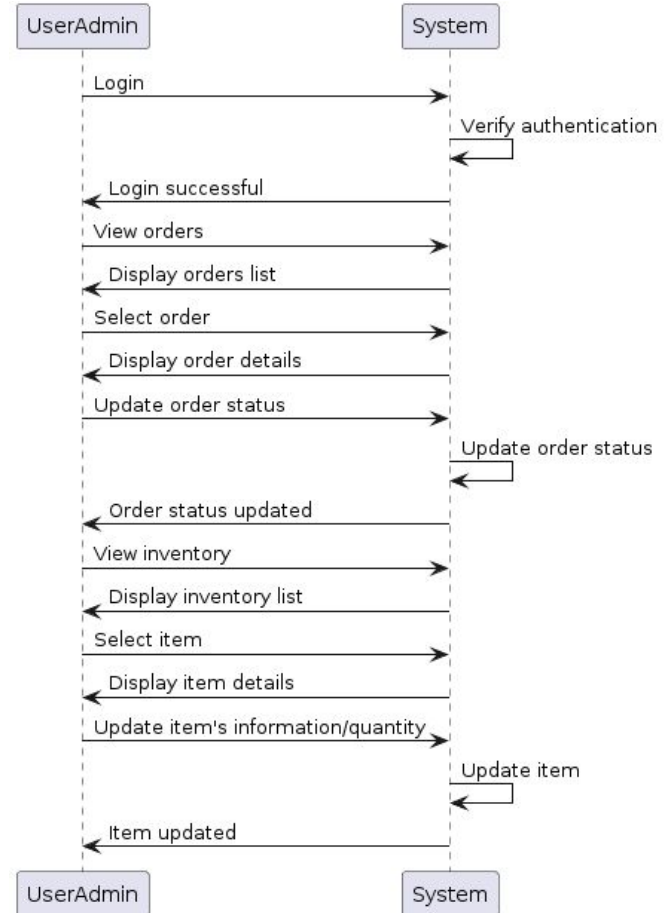 UserAdmin
System
Login
Verify authentication
Login successful
View orders
Display orders list
Select order
Display order details
Update order status
Update order status
Order status updated
View inventory
Display inventory list
Select item
Display item details
Update item's information/quantity
Update item
Item updated
UserAdmin
System